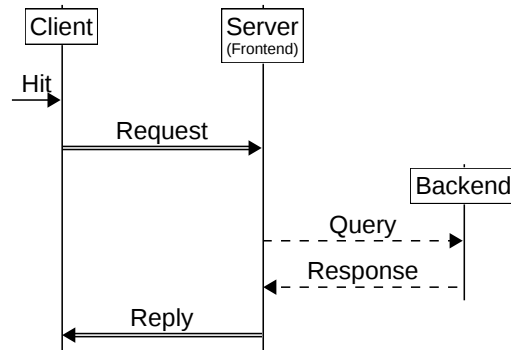 Client
Server
(Frontend)
Hit
Request
Backend
Query
Response
Reply